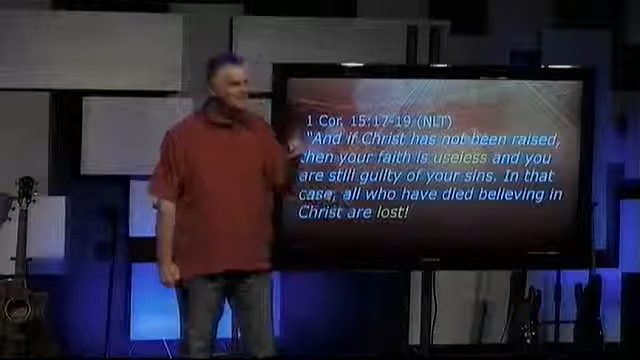 1 Cor. 15:17-19 (NLT)
"And if Christ has not been raised,
then your faith is useless and you
are still guilty of your sins. In that
case, all who have died believing in
Christ are lost!